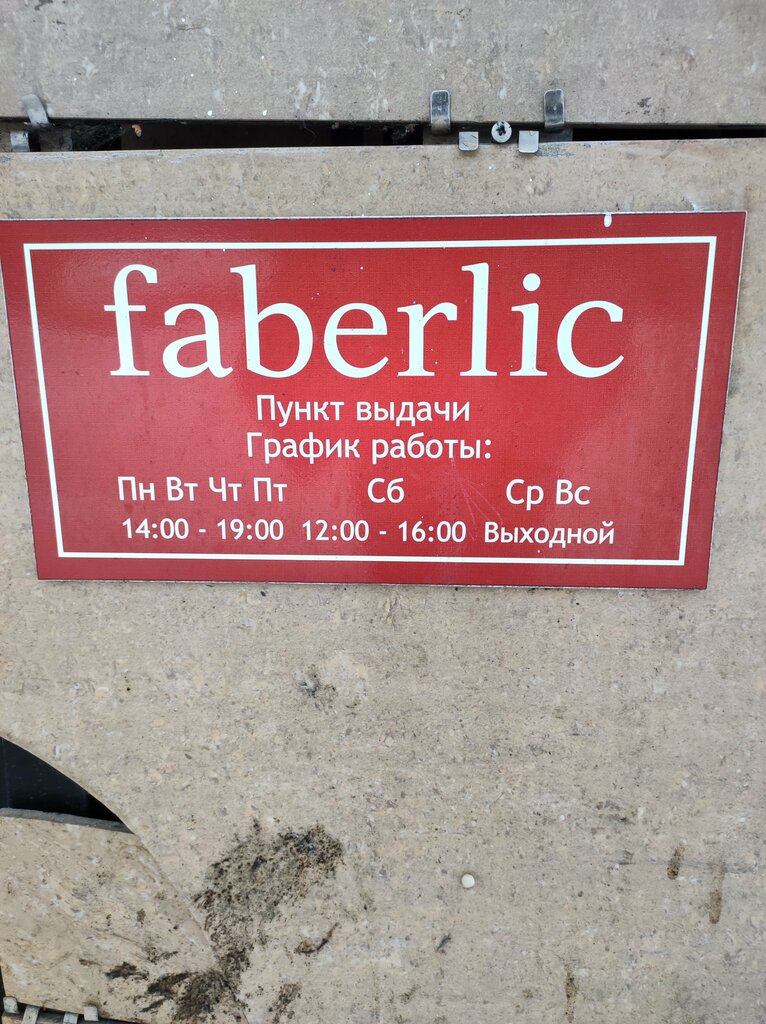 faberlic
Пункт выдачи
График работы:
Пн Вт Чт Пт Сб Ср Вс
14:00 - 19:00 12:00 - 16:00 Выходной